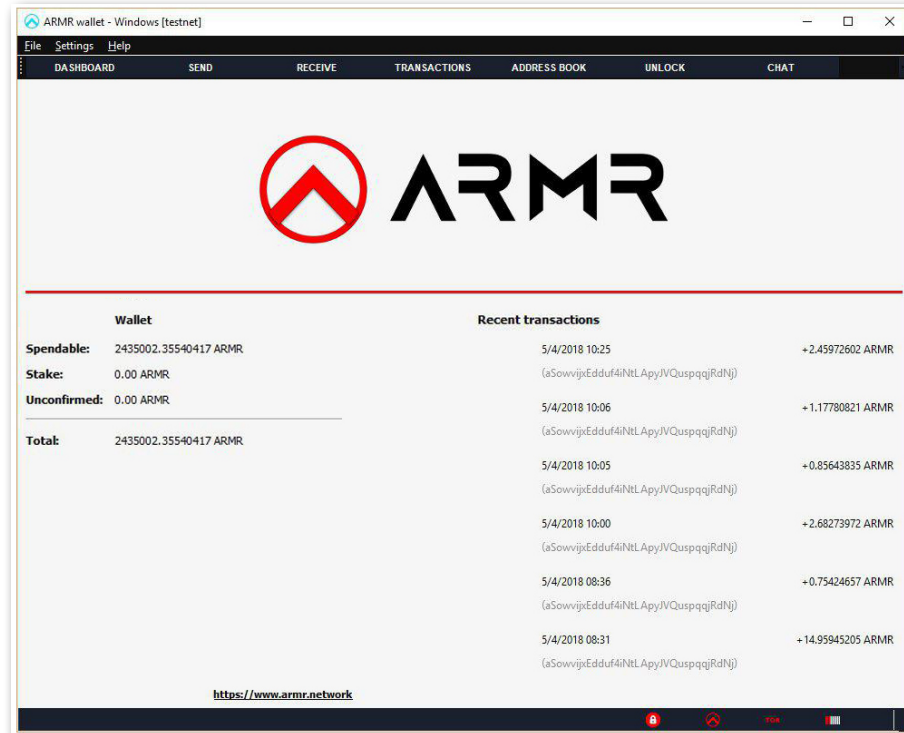 ARMR wallet - Windows [testnet]
File Settings Help
DASHBOARD SEND RECEIVE TRANSACTIONS ADDRESS BOOK UNLOCK CHAT
ARMR
Wallet
Spendable: 2435002.35540417 ARMR
Stake: 0.00 ARMR
Unconfirmed: 0.00 ARMR
Total: 2435002.35540417 ARMR
Recent transactions
5/4/2018 10:25 +2.45972602 ARMR
(aSowvijxEdduf4iNtLApyJVQuspqqjRdNj)
5/4/2018 10:06 +1.17780821 ARMR
(aSowvijxEdduf4iNtLApyJVQuspqqjRdNj)
5/4/2018 10:05 +0.85643835 ARMR
(aSowvijxEdduf4iNtLApyJVQuspqqjRdNj)
5/4/2018 10:00 +2.68273972 ARMR
(aSowvijxEdduf4iNtLApyJVQuspqqjRdNj)
5/4/2018 08:36 +0.75424657 ARMR
(aSowvijxEdduf4iNtLApyJVQuspqqjRdNj)
5/4/2018 08:31 +14.95945205 ARMR
(aSowvijxEdduf4iNtLApyJVQuspqqjRdNj)
https://www.armr.network